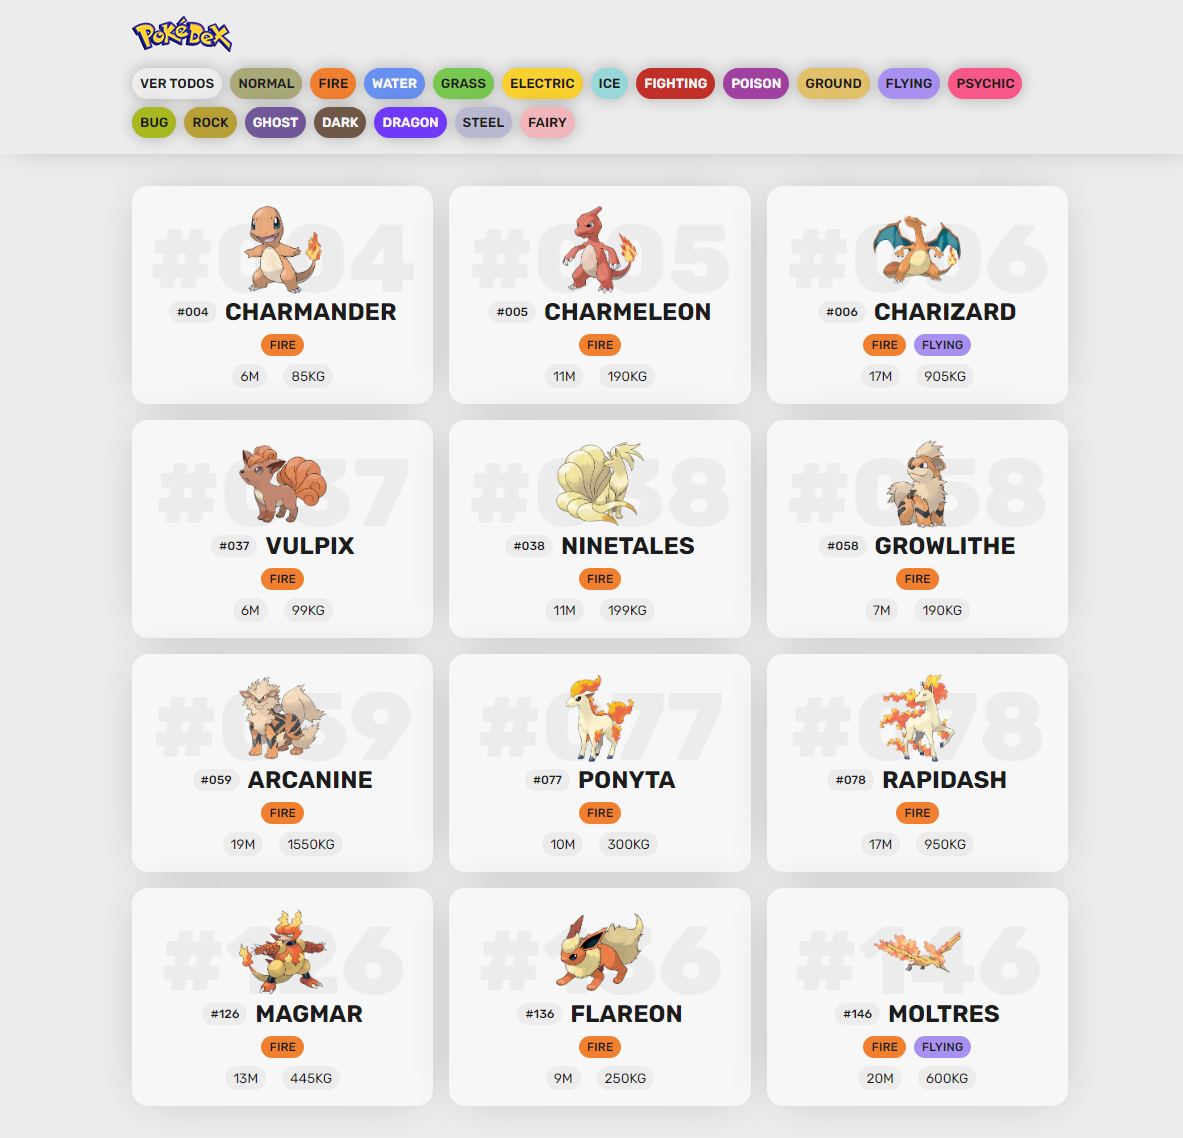 PokéDex
VER TODOS NORMAL FIRE WATER GRASS ELECTRIC ICE FIGHTING POISON GROUND FLYING PSYCHIC
BUG ROCK GHOST DARK DRAGON STEEL FAIRY
#004
#004 CHARMANDER
FIRE
6M 85KG
#005
#005 CHARMELEON
FIRE
11M 190KG
#006
#006 CHARIZARD
FIRE FLYING
17M 905KG
#037
#037 VULPIX
FIRE
6M 99KG
#038
#038 NINETALES
FIRE
11M 199KG
#058
#058 GROWLITHE
FIRE
7M 190KG
#059
#059 ARCANINE
FIRE
19M 1550KG
#077
#077 PONYTA
FIRE
10M 300KG
#078
#078 RAPIDASH
FIRE
17M 950KG
#126
#126 MAGMAR
FIRE
13M 445KG
#136
#136 FLAREON
FIRE
9M 250KG
#146
#146 MOLTRES
FIRE FLYING
20M 600KG